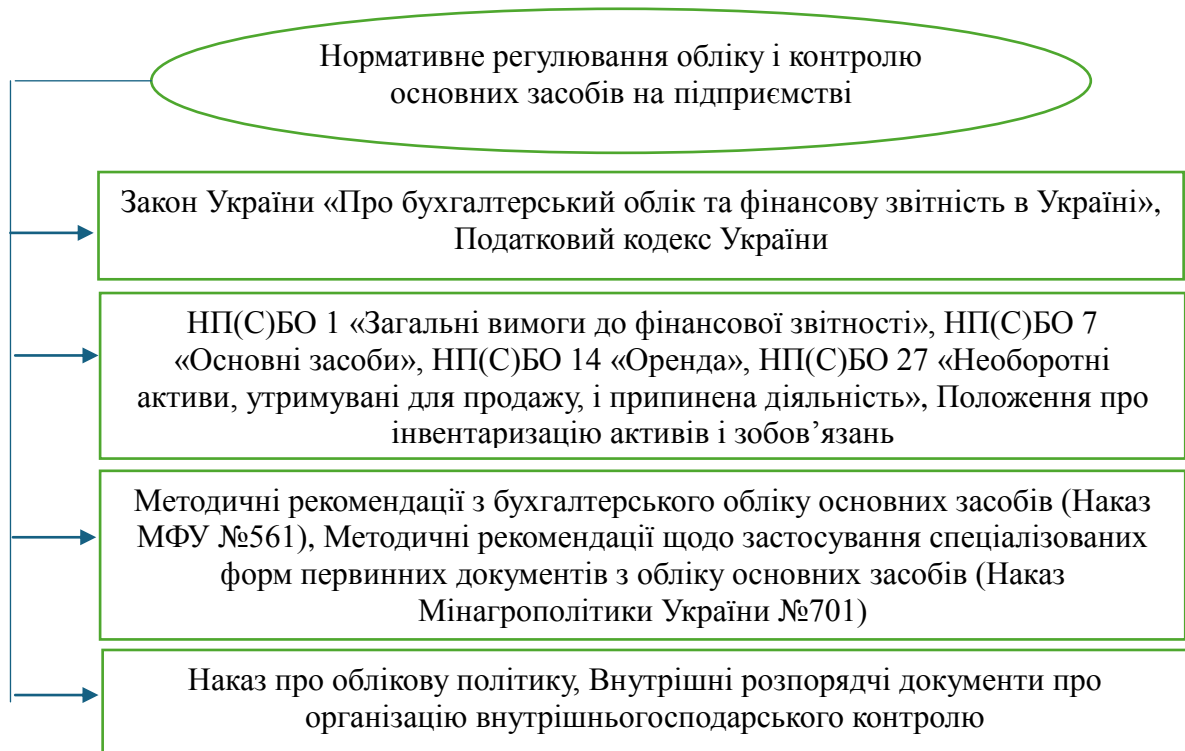 Нормативне регулювання обліку і контролю
основних засобів на підприємстві
Закон України «Про бухгалтерський облік та фінансову звітність в Україні»,
Податковий кодекс України
НП(С)БО 1 «Загальні вимоги до фінансової звітності», НП(С)БО 7
«Основні засоби», НП(С)БО 14 «Оренда», НП(С)БО 27 «Необоротні
активи, утримувані для продажу, і припинена діяльність», Положення про
інвентаризацію активів і зобов’язань
Методичні рекомендації з бухгалтерського обліку основних засобів (Наказ
МФУ №561), Методичні рекомендації щодо застосування спеціалізованих
форм первинних документів з обліку основних засобів (Наказ
Мінагрополітики України №701)
Наказ про облікову політику, Внутрішні розпорядчі документи про
організацію внутрішньогосподарського контролю